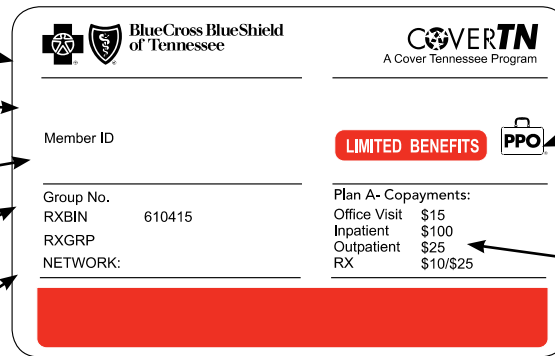 BlueCross BlueShield
of Tennessee
COVERTN
A Cover Tennessee Program
Member ID
LIMITED BENEFITS
PPO
Group No.
RXBIN 610415
RXGRP
NETWORK:
Plan A- Copayments:
Office Visit $15
Inpatient $100
Outpatient $25
RX $10/$25